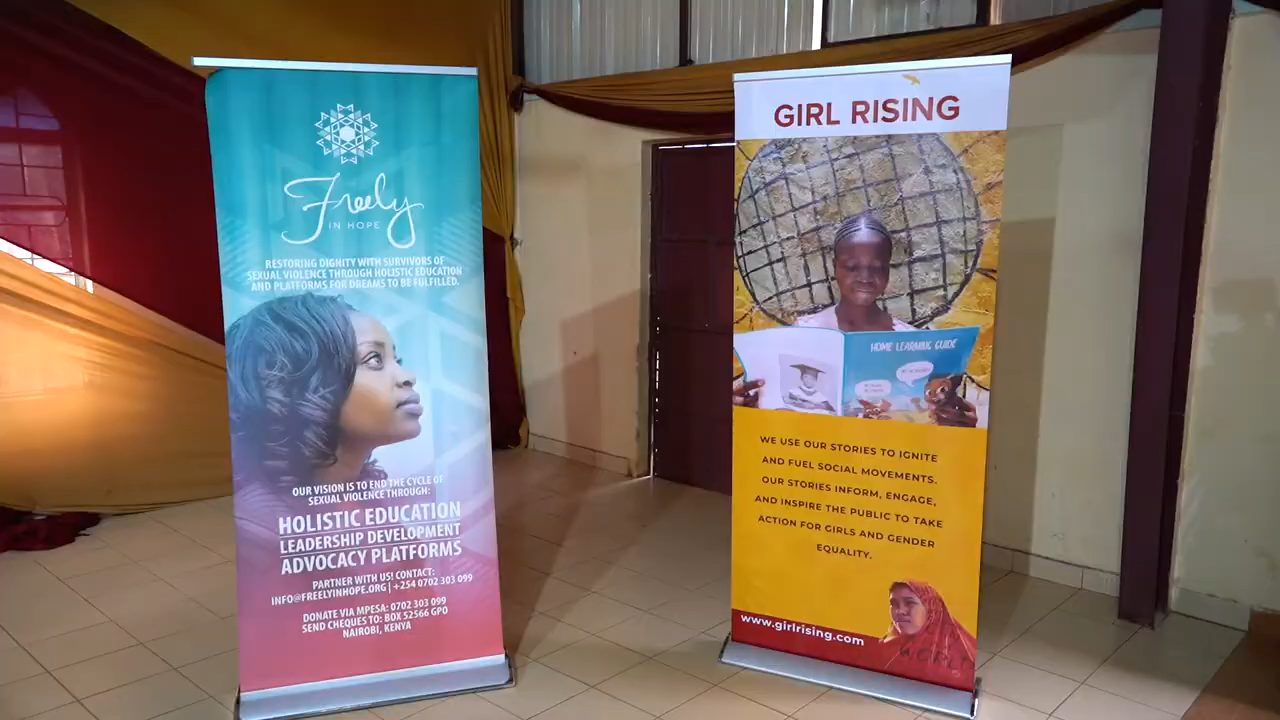 Freely
IN HOPE
RESTORING DIGNITY WITH SURVIVORS OF
SEXUAL VIOLENCE THROUGH HOLISTIC EDUCATION
AND PLATFORMS FOR DREAMS TO BE FULFILLED.
OUR VISION IS TO END THE CYCLE OF
SEXUAL VIOLENCE THROUGH:
HOLISTIC EDUCATION
LEADERSHIP DEVELOPMENT
ADVOCACY PLATFORMS
PARTNER WITH US! CONTACT:
INFO@FREELYINHOPE.ORG | +254 0702 303 099
DONATE VIA MPESA: 0702 303 099
SEND CHEQUES TO: BOX 52566 GPO
NAIROBI, KENYA
GIRL RISING
HOME LEARNING GUIDE
WE USE OUR STORIES TO IGNITE
AND FUEL SOCIAL MOVEMENTS.
OUR STORIES INFORM, ENGAGE,
AND INSPIRE THE PUBLIC TO TAKE
ACTION FOR GIRLS AND GENDER
EQUALITY.
www.girlrising.com
WORLD